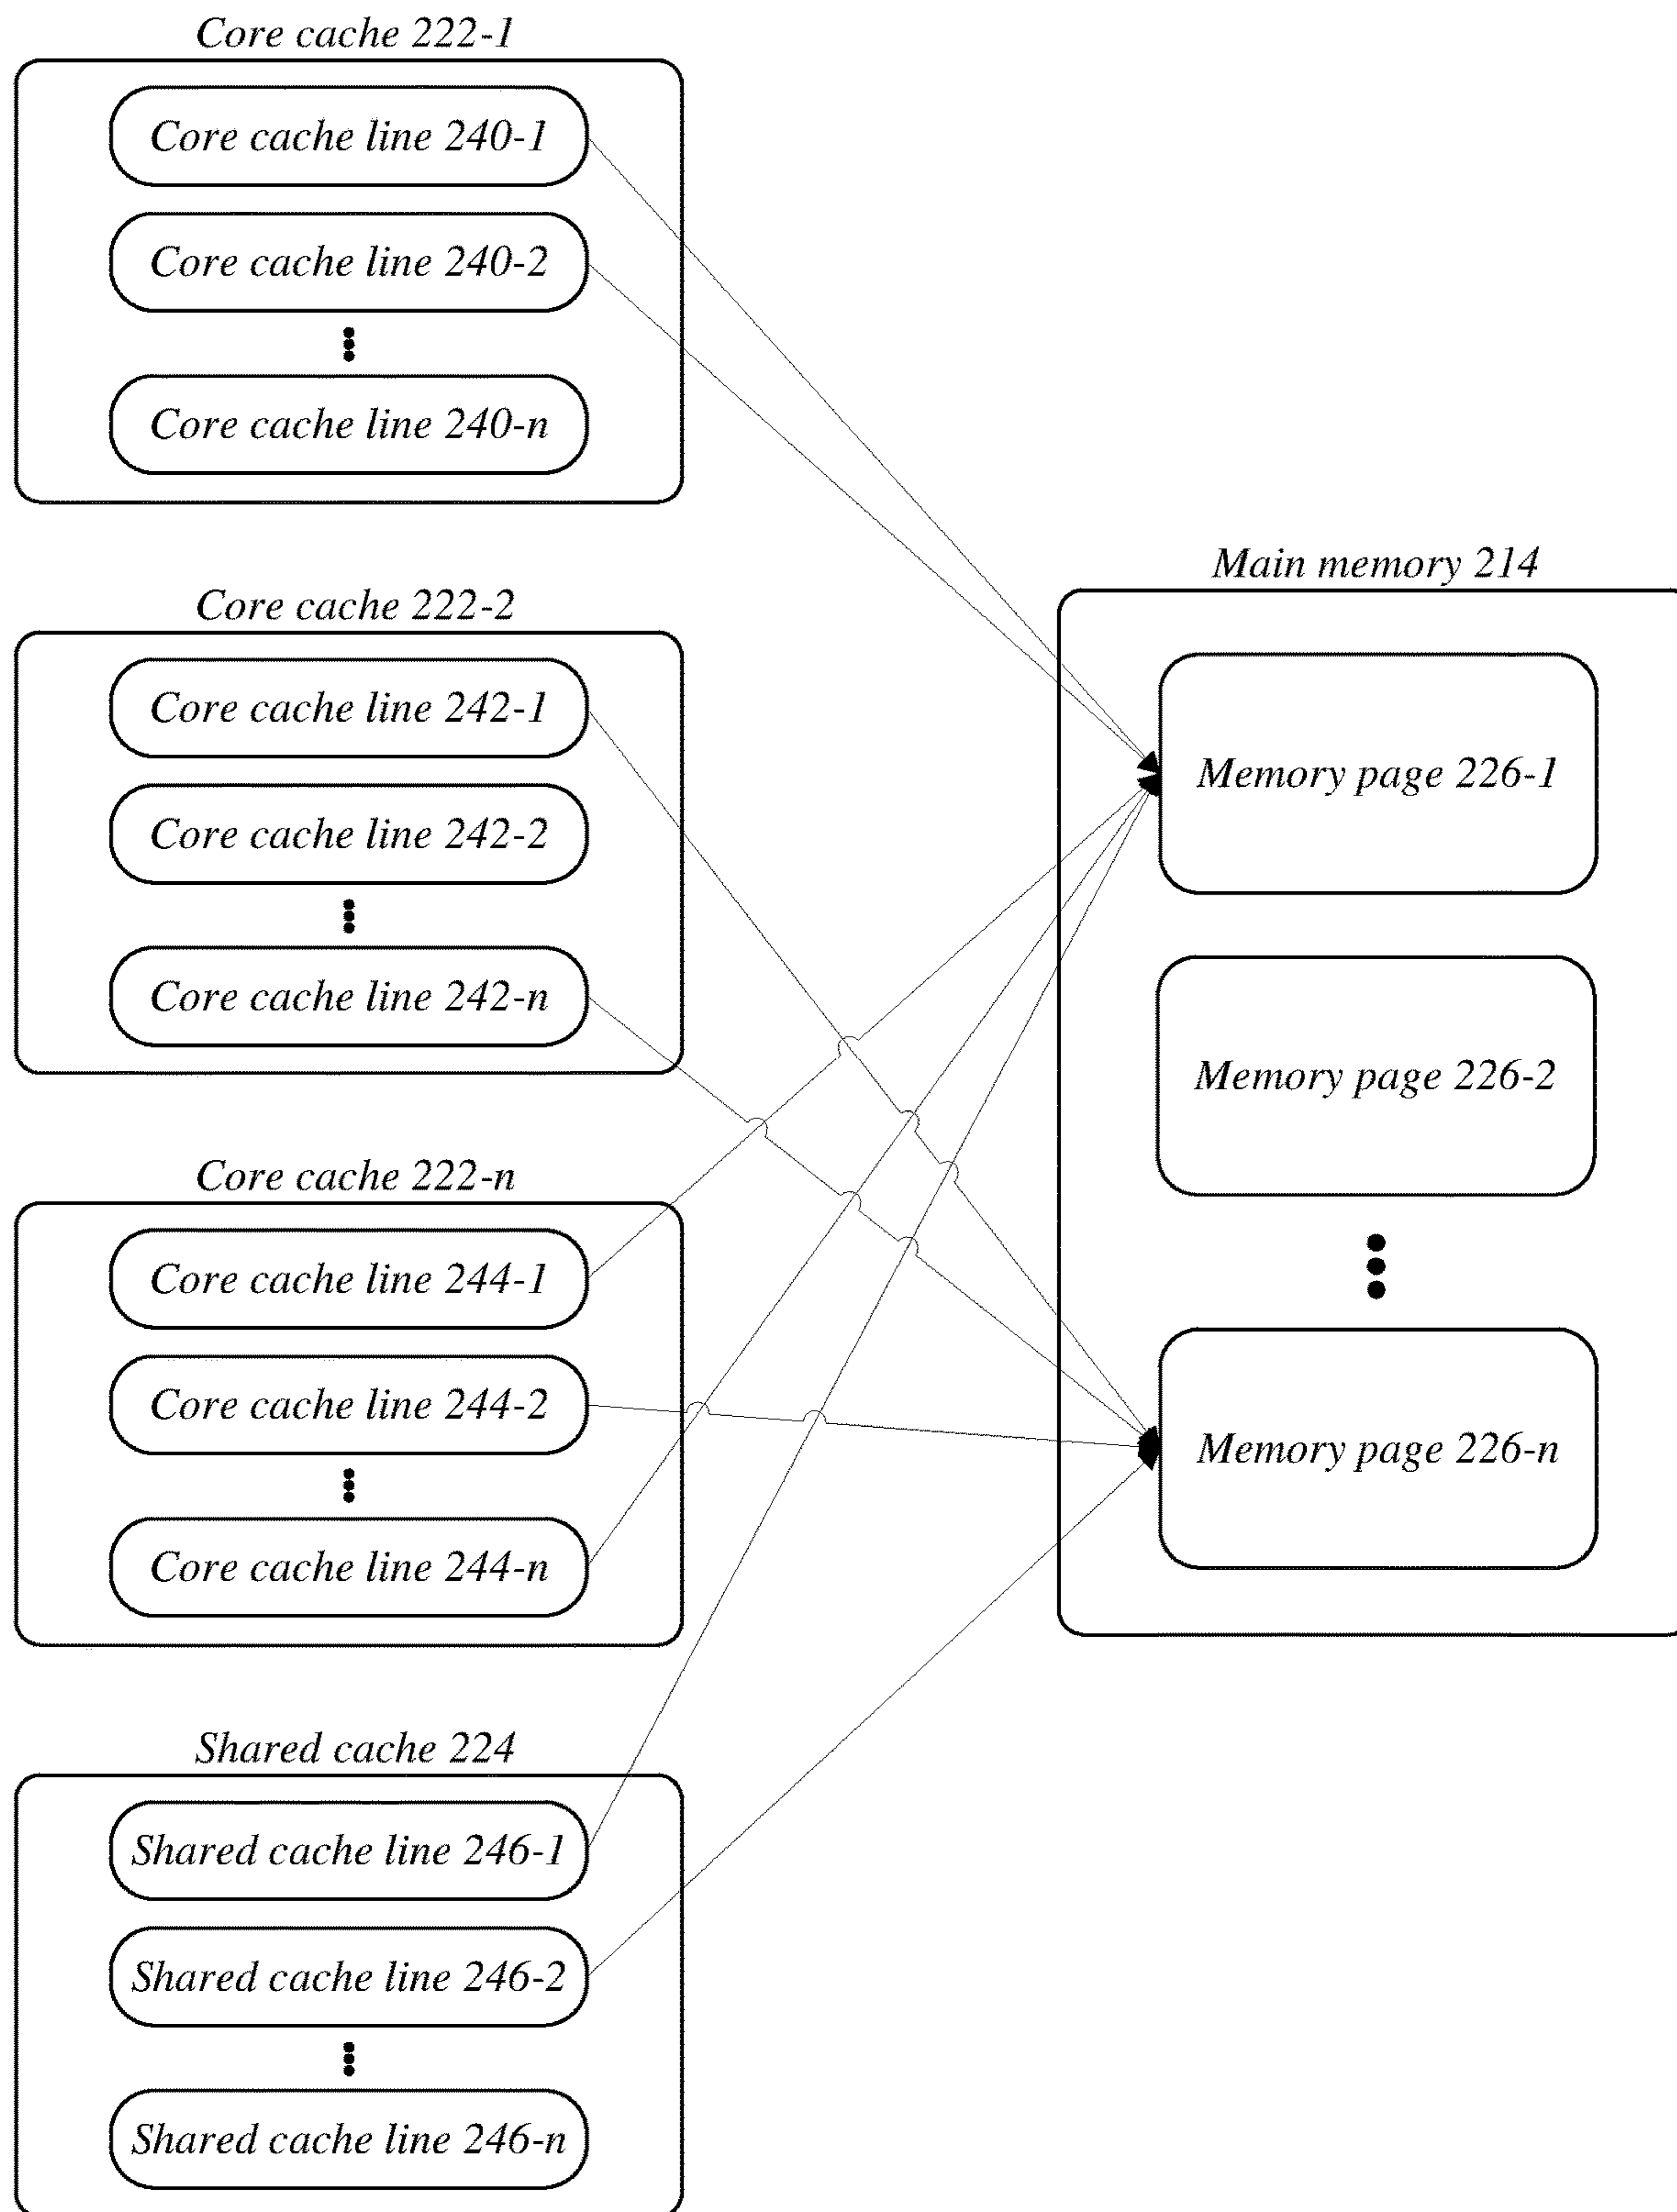 Core cache 222-1
Core cache line 240-1
Core cache line 240-2
Core cache line 240-n
Core cache 222-2
Core cache line 242-1
Core cache line 242-2
Core cache line 242-n
Core cache 222-n
Core cache line 244-1
Core cache line 244-2
Core cache line 244-n
Shared cache 224
Shared cache line 246-1
Shared cache line 246-2
Shared cache line 246-n
Main memory 214
Memory page 226-1
Memory page 226-2
Memory page 226-n